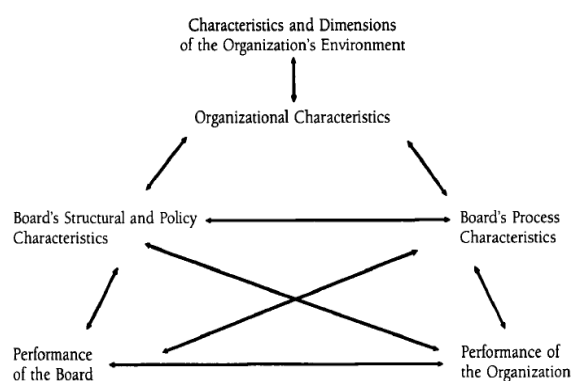 Characteristics and Dimensions
of the Organization's Environment
Organizational Characteristics
Board's Structural and Policy
Characteristics
Board's Process
Characteristics
Performance
of the Board
Performance of
the Organization